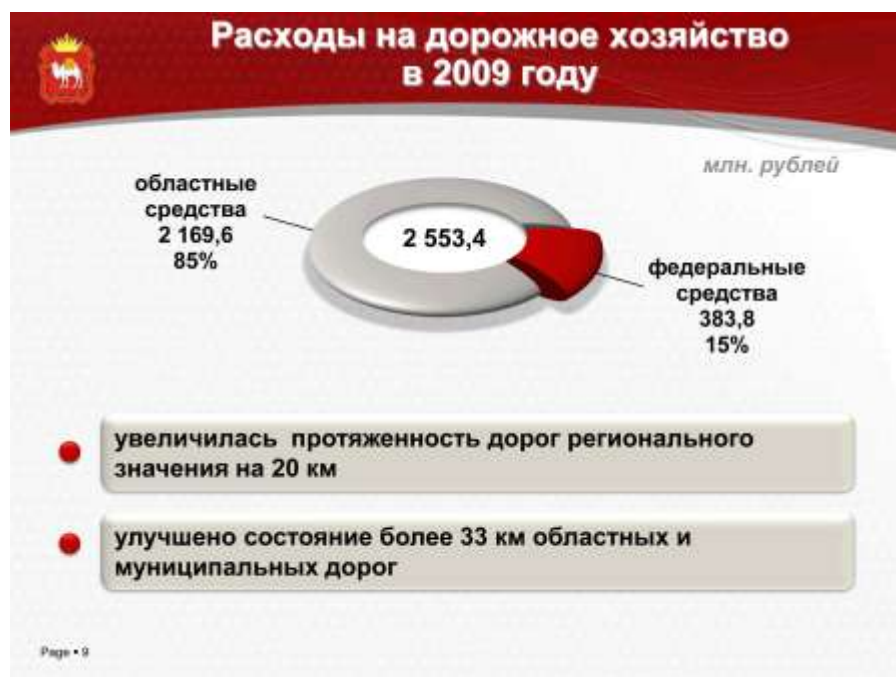 Расходы на дорожное хозяйство
в 2009 году
млн. рублей
областные
средства
2 169,6
85%
2 553,4
федеральные
средства
383,8
15%
увеличилась протяженность дорог регионального
значения на 20 км
улучшено состояние более 33 км областных и
муниципальных дорог
Page ▪ 9